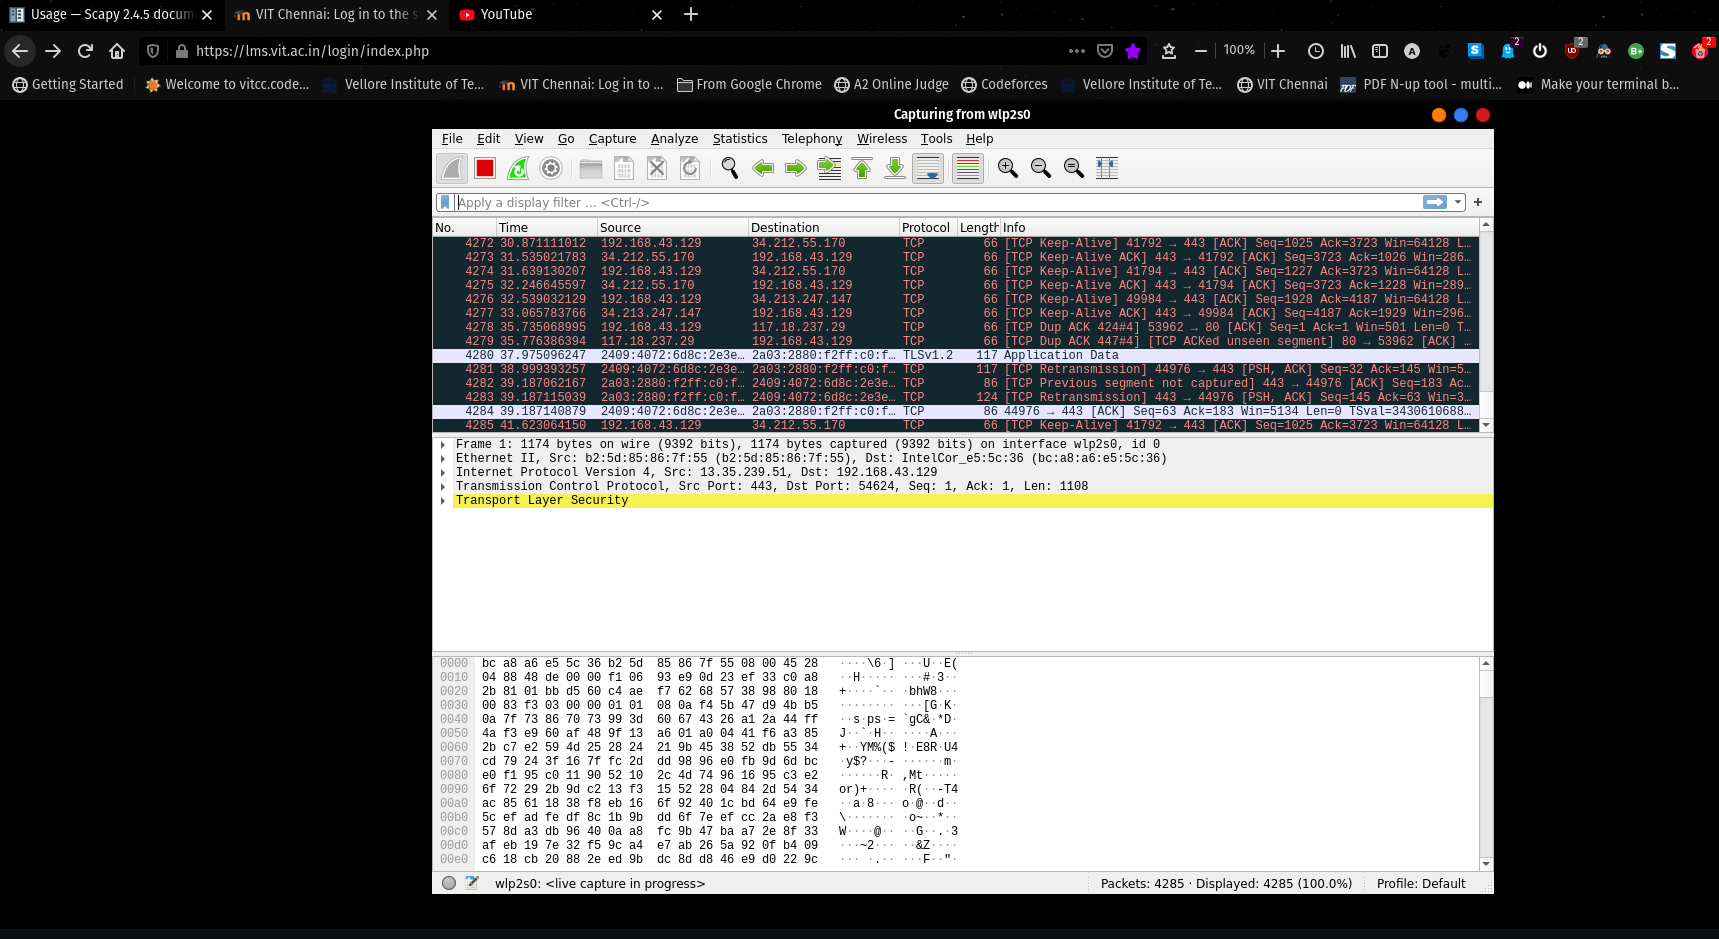 Usage — Scapy 2.4.5 docum
VIT Chennai: Log in to the s
YouTube
https://lms.vit.ac.in/login/index.php
100%
2
2
2
Getting Started
Welcome to vitcc.code...
Vellore Institute of Te...
VIT Chennai: Log in to ...
From Google Chrome
A2 Online Judge
Codeforces
Vellore Institute of Te...
VIT Chennai
PDF N-up tool - multi...
Make your terminal b...
Capturing from wlp2s0
File Edit View Go Capture Analyze Statistics Telephony Wireless Tools Help
Apply a display filter ... <Ctrl-/>
No. Time Source Destination Protocol Length Info
4272 30.871111012 192.168.43.129 34.212.55.170 TCP 66 [TCP Keep-Alive] 41792 → 443 [ACK] Seq=1025 Ack=3723 Win=64128 L…
4273 31.535021783 34.212.55.170 192.168.43.129 TCP 66 [TCP Keep-Alive ACK] 443 → 41792 [ACK] Seq=3723 Ack=1026 Win=286…
4274 31.639130207 192.168.43.129 34.212.55.170 TCP 66 [TCP Keep-Alive] 41794 → 443 [ACK] Seq=1227 Ack=3723 Win=64128 L…
4275 32.246645597 34.212.55.170 192.168.43.129 TCP 66 [TCP Keep-Alive ACK] 443 → 41794 [ACK] Seq=3723 Ack=1228 Win=289…
4276 32.539032129 192.168.43.129 34.213.247.147 TCP 66 [TCP Keep-Alive] 49984 → 443 [ACK] Seq=1928 Ack=4187 Win=64128 L…
4277 33.065783766 34.213.247.147 192.168.43.129 TCP 66 [TCP Keep-Alive ACK] 443 → 49984 [ACK] Seq=4187 Ack=1929 Win=296…
4278 35.735068995 192.168.43.129 117.18.237.29 TCP 66 [TCP Dup ACK 424#4] 53962 → 80 [ACK] Seq=1 Ack=1 Win=501 Len=0 T…
4279 35.776386394 117.18.237.29 192.168.43.129 TCP 66 [TCP Dup ACK 447#4] [TCP ACKed unseen segment] 80 → 53962 [ACK] …
4280 37.975096247 2409:4072:6d8c:2e3e… 2a03:2880:f2ff:c0:f… TLSv1.2 117 Application Data
4281 38.999393257 2409:4072:6d8c:2e3e… 2a03:2880:f2ff:c0:f… TCP 117 [TCP Retransmission] 44976 → 443 [PSH, ACK] Seq=32 Ack=145 Win=5…
4282 39.187062167 2a03:2880:f2ff:c0:f… 2409:4072:6d8c:2e3e… TCP 86 [TCP Previous segment not captured] 443 → 44976 [ACK] Seq=183 Ac…
4283 39.187115039 2a03:2880:f2ff:c0:f… 2409:4072:6d8c:2e3e… TCP 124 [TCP Retransmission] 443 → 44976 [PSH, ACK] Seq=145 Ack=63 Win=3…
4284 39.187140879 2409:4072:6d8c:2e3e… 2a03:2880:f2ff:c0:f… TCP 86 44976 → 443 [ACK] Seq=63 Ack=183 Win=5134 Len=0 TSval=3430610688…
4285 41.623064150 192.168.43.129 34.212.55.170 TCP 66 [TCP Keep-Alive] 41792 → 443 [ACK] Seq=1025 Ack=3723 Win=64128 L…
Frame 1: 1174 bytes on wire (9392 bits), 1174 bytes captured (9392 bits) on interface wlp2s0, id 0
Ethernet II, Src: b2:5d:85:86:7f:55 (b2:5d:85:86:7f:55), Dst: IntelCor_e5:5c:36 (bc:a8:a6:e5:5c:36)
Internet Protocol Version 4, Src: 13.35.239.51, Dst: 192.168.43.129
Transmission Control Protocol, Src Port: 443, Dst Port: 54624, Seq: 1, Ack: 1, Len: 1108
Transport Layer Security
0000 bc a8 a6 e5 5c 36 b2 5d 85 86 7f 55 08 00 45 28 ····\6·] ···U··E(
0010 04 88 48 de 00 00 f1 06 93 e9 0d 23 ef 33 c0 a8 ··H····· ···#·3··
0020 2b 81 01 bb d5 60 c4 ae f7 62 68 57 38 98 80 18 +····`·· ·bhW8···
0030 00 83 f3 03 00 00 01 01 08 0a f4 5b 47 d9 4b b5 ········ ···[G·K·
0040 0a 7f 73 86 70 73 99 3d 60 67 43 26 a1 2a 44 ff ··s·ps·= `gC&·*D·
0050 4a f3 e9 60 af 48 9f 13 a6 01 a0 04 41 f6 a3 85 J··`·H·· ····A···
0060 2b c7 e2 59 4d 25 28 24 21 9b 45 38 52 db 55 34 +··YM%($ !·E8R·U4
0070 cd 79 24 3f 16 7f fc 2d dd 98 96 e0 fb 9d 6d bc ·y$?···- ······m·
0080 e0 f1 95 c0 11 90 52 10 2c 4d 74 96 16 95 c3 e2 ······R· ,Mt·····
0090 6f 72 29 2b 9d c2 13 f3 15 52 28 04 84 2d 54 34 or)+···· ·R(··-T4
00a0 ac 85 61 18 38 f8 eb 16 6f 92 40 1c bd 64 e9 fe ··a·8··· o·@··d··
00b0 5c ef ad fe df 8c 1b 9b dd 6f 7e ef cc 2a e8 f3 \······· ·o~··*··
00c0 57 8d a3 db 96 40 0a a8 fc 9b 47 ba a7 2e 8f 33 W····@·· ··G··.·3
00d0 af eb 19 7e 32 f5 9c a4 e7 ab 26 5a 92 0f b4 09 ···~2··· ··&Z····
00e0 c6 18 cb 20 88 2e ed 9b dc 8d d8 46 e9 d0 22 9c ··· ·.·· ···F··"·
wlp2s0: <live capture in progress>
Packets: 4285 · Displayed: 4285 (100.0%)
Profile: Default